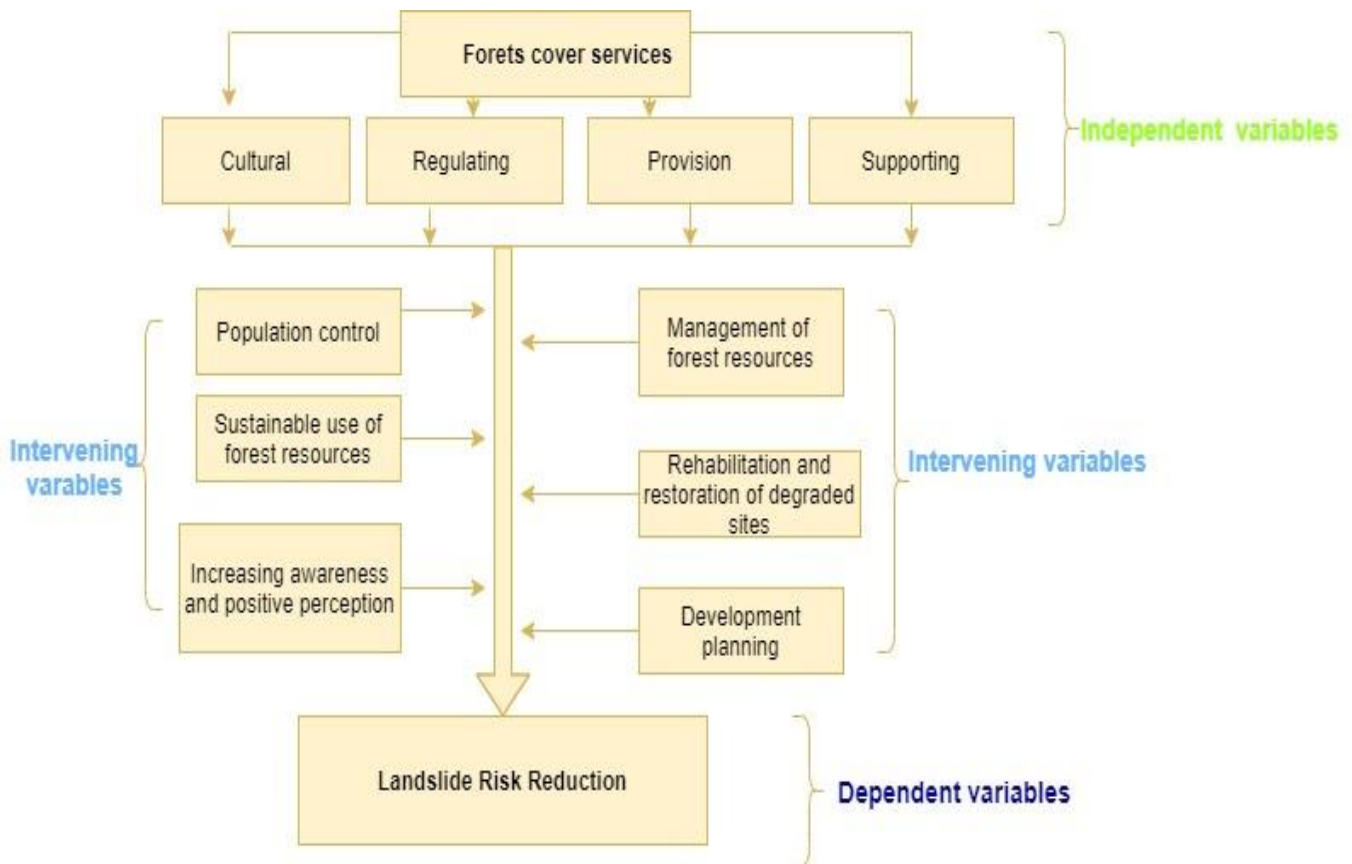 Forets cover services
Cultural
Regulating
Provision
Supporting
Independent variables
Population control
Management of
forest resources
Sustainable use of
forest resources
Intervening
varables
Rehabilitation and
restoration of degraded
sites
Intervening variables
Increasing awareness
and positive perception
Development
planning
Landslide Risk Reduction
Dependent variables